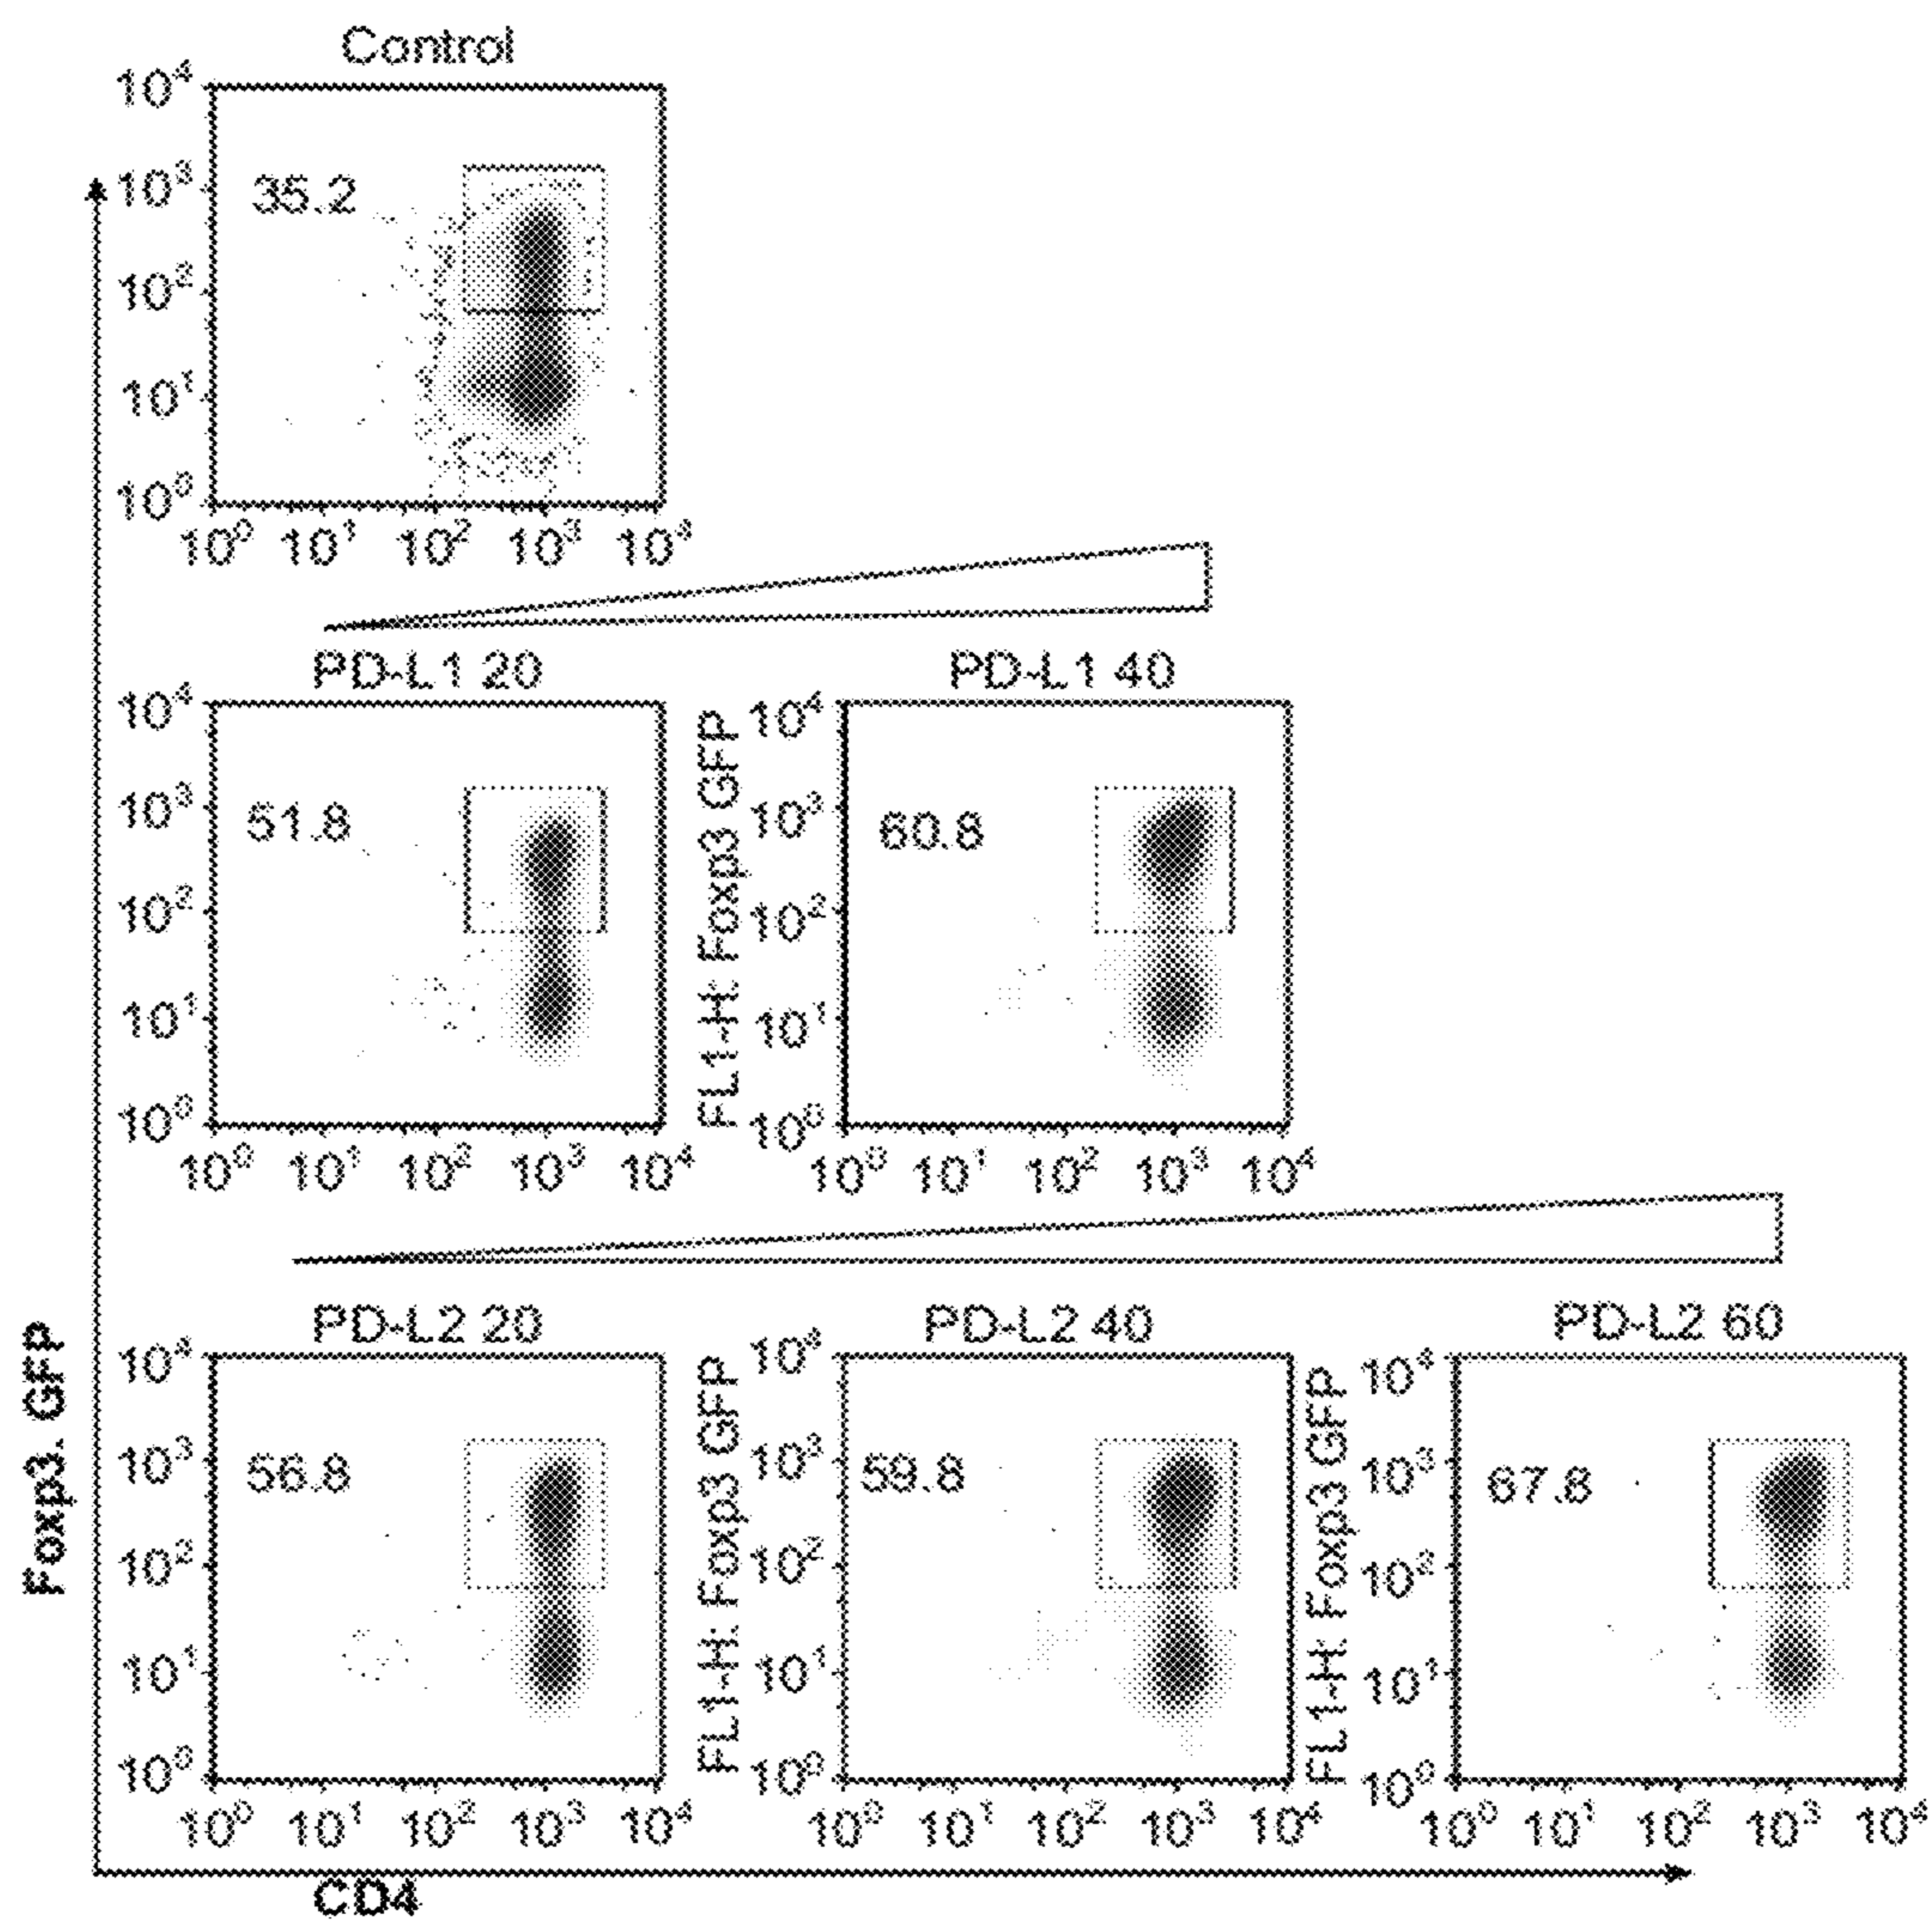 Control
10⁴
10³
10²
10¹
10⁰
35.2
10⁰ 10¹ 10² 10³ 10⁴
PD-L1 20
10⁴
10³
10²
10¹
10⁰
51.8
10⁰ 10¹ 10² 10³ 10⁴
PD-L1 40
FL1-H: Foxp3 GFP
10⁴
10³
10²
10¹
10⁰
60.8
10⁰ 10¹ 10² 10³ 10⁴
PD-L2 20
10⁴
10³
10²
10¹
10⁰
56.8
10⁰ 10¹ 10² 10³ 10⁴
PD-L2 40
FL1-H: Foxp3 GFP
10⁴
10³
10²
10¹
10⁰
59.8
10⁰ 10¹ 10² 10³ 10⁴
PD-L2 60
FL1-H: Foxp3 GFP
10⁴
10³
10²
10¹
10⁰
67.8
10⁰ 10¹ 10² 10³ 10⁴
Foxp3. GFP
CD4